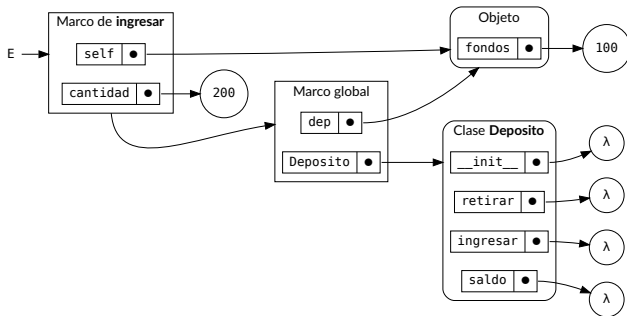 E
Marco de ingresar
self
cantidad
200
Marco global
dep
Deposito
Objeto
fondos
100
Clase Deposito
__init__
retirar
ingresar
saldo
λ
λ
λ
λ